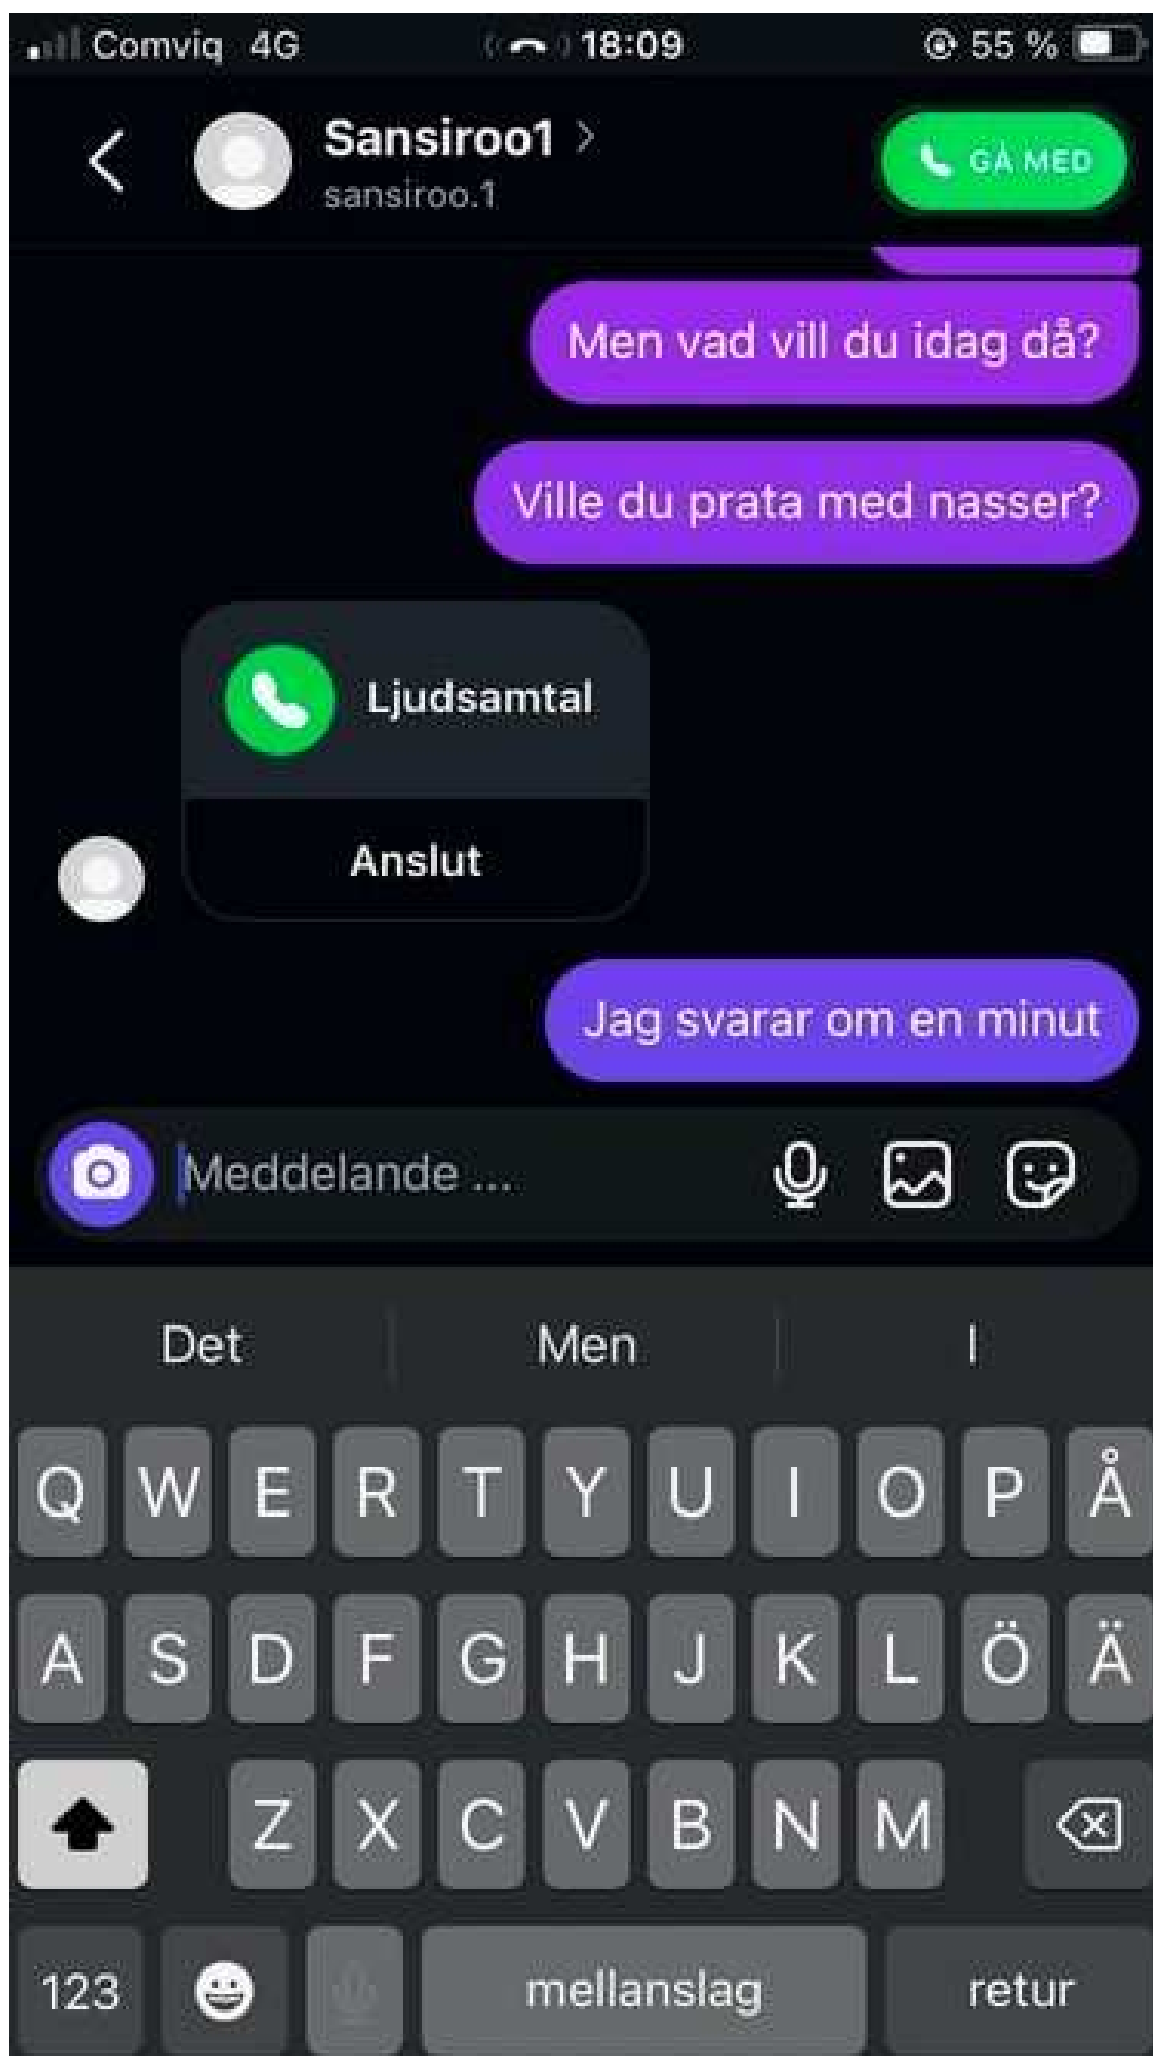 Comviq 4G 18:09 55 %
Sansiroo1
sansiroo.1
GÅ MED
Men vad vill du idag då?
Ville du prata med nasser?
Ljudsamtal
Anslut
Jag svarar om en minut
Meddelande ...
Det Men I
Q W E R T Y U I O P Å
A S D F G H J K L Ö Ä
Z X C V B N M
123 mellanslag retur